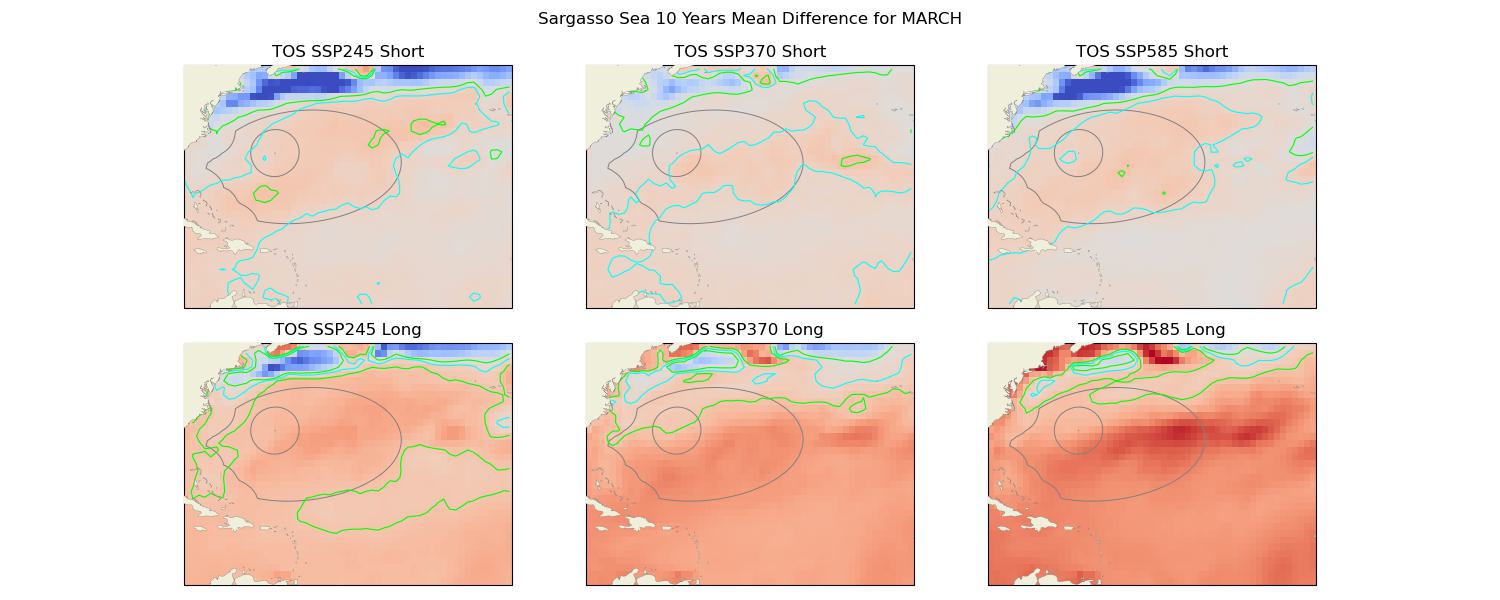 Sargasso Sea 10 Years Mean Difference for MARCH
TOS SSP245 Short
TOS SSP370 Short
TOS SSP585 Short
TOS SSP245 Long
TOS SSP370 Long
TOS SSP585 Long